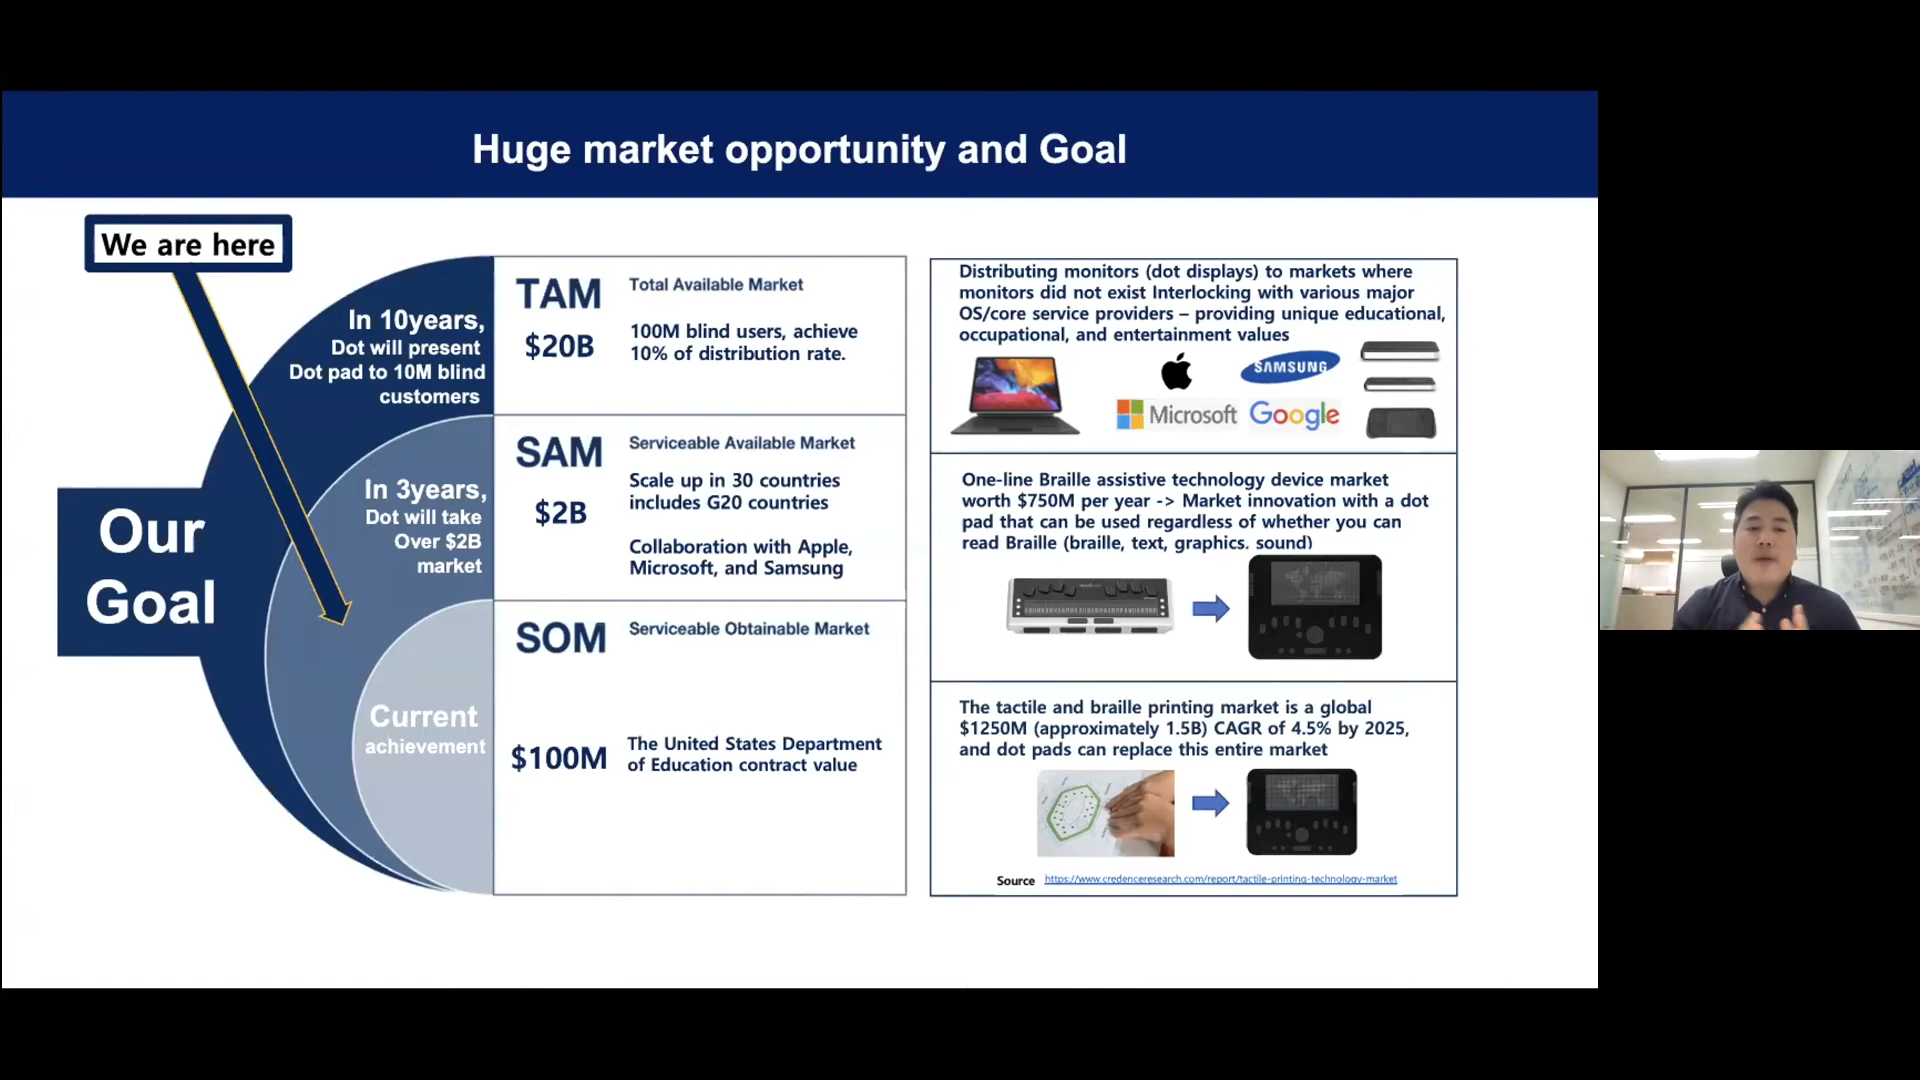 Huge market opportunity and Goal
We are here
Our
Goal
In 10years,
Dot will present
Dot pad to 10M blind
customers
In 3years,
Dot will take
Over $2B
market
Current
achievement
TAM
Total Available Market
$20B
100M blind users, achieve
10% of distribution rate.
SAM
Serviceable Available Market
$2B
Scale up in 30 countries
includes G20 countries
Collaboration with Apple,
Microsoft, and Samsung
SOM
Serviceable Obtainable Market
$100M
The United States Department
of Education contract value
Distributing monitors (dot displays) to markets where
monitors did not exist Interlocking with various major
OS/core service providers – providing unique educational,
occupational, and entertainment values
SAMSUNG
Microsoft
Google
One-line Braille assistive technology device market
worth $750M per year -> Market innovation with a dot
pad that can be used regardless of whether you can
read Braille (braille, text, graphics. sound)
The tactile and braille printing market is a global
$1250M (approximately 1.5B) CAGR of 4.5% by 2025,
and dot pads can replace this entire market
Source https://www.credenceresearch.com/report/tactile-printing-technology-market